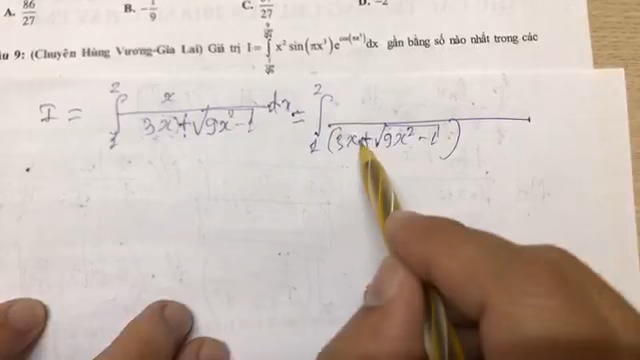 A. 86/27 B. -1/9 C. /27 D. -2
u 9: (Chuyên Hùng Vương-Gia Lai) Giá trị I = ∫ x² sin(πx³)e^(cos(πx³))dx gần bằng số nào nhất trong các
I = ∫₁² x/(3x+√(9x²-1)) dx = ∫₁² /(3x+√(9x²-1))